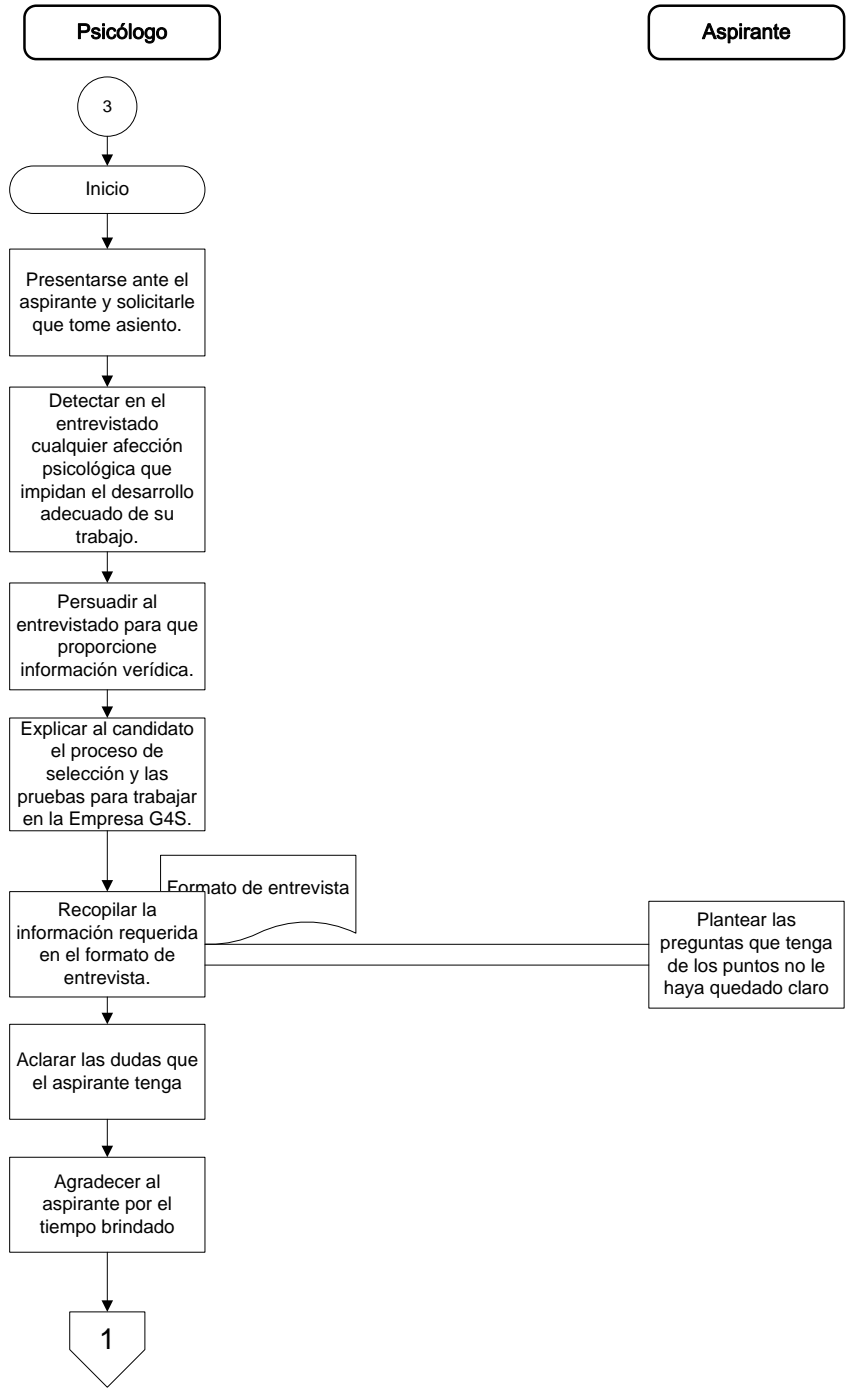 Psicólogo
Aspirante
3
Inicio
Presentarse ante el
aspirante y solicitarle
que tome asiento.
Detectar en el
entrevistado
cualquier afección
psicológica que
impidan el desarrollo
adecuado de su
trabajo.
Persuadir al
entrevistado para que
proporcione
información verídica.
Explicar al candidato
el proceso de
selección y las
pruebas para trabajar
en la Empresa G4S.
Formato de entrevista
Recopilar la
información requerida
en el formato de
entrevista.
Plantear las
preguntas que tenga
de los puntos no le
haya quedado claro
Aclarar las dudas que
el aspirante tenga
Agradecer al
aspirante por el
tiempo brindado
1